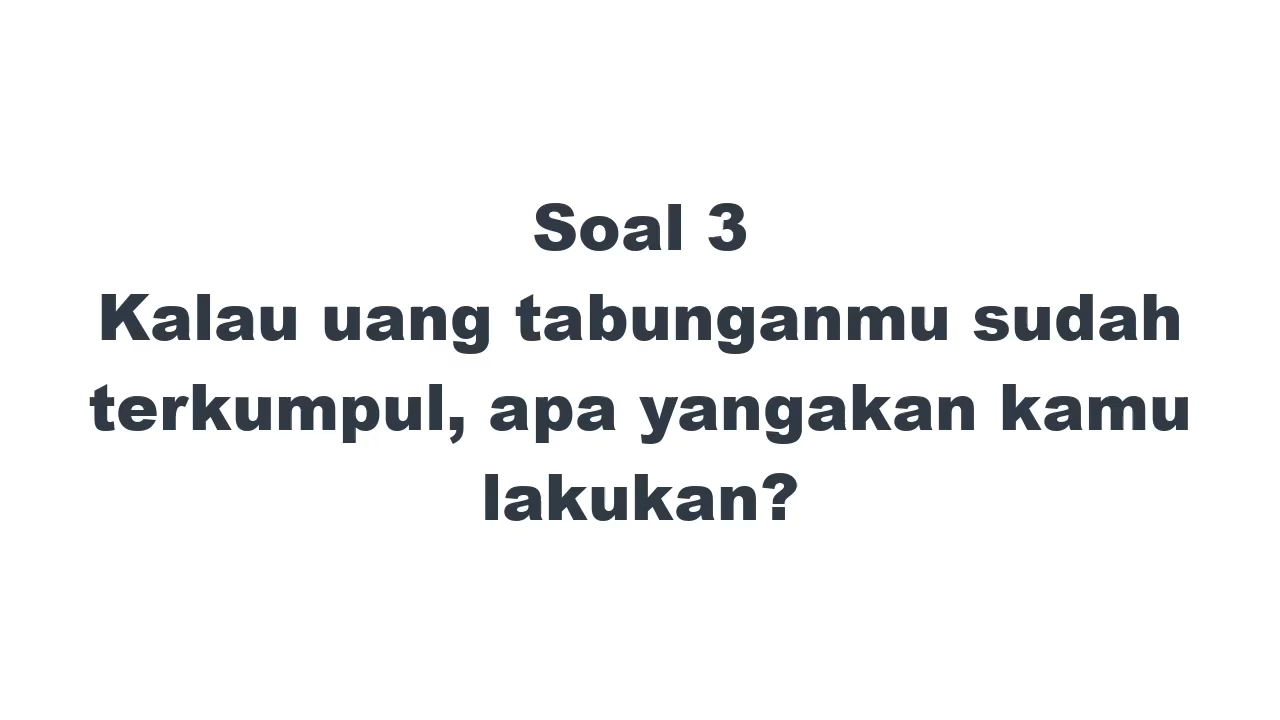 Soal 3
Kalau uang tabunganmu sudah
terkumpul, apa yangakan kamu
lakukan?